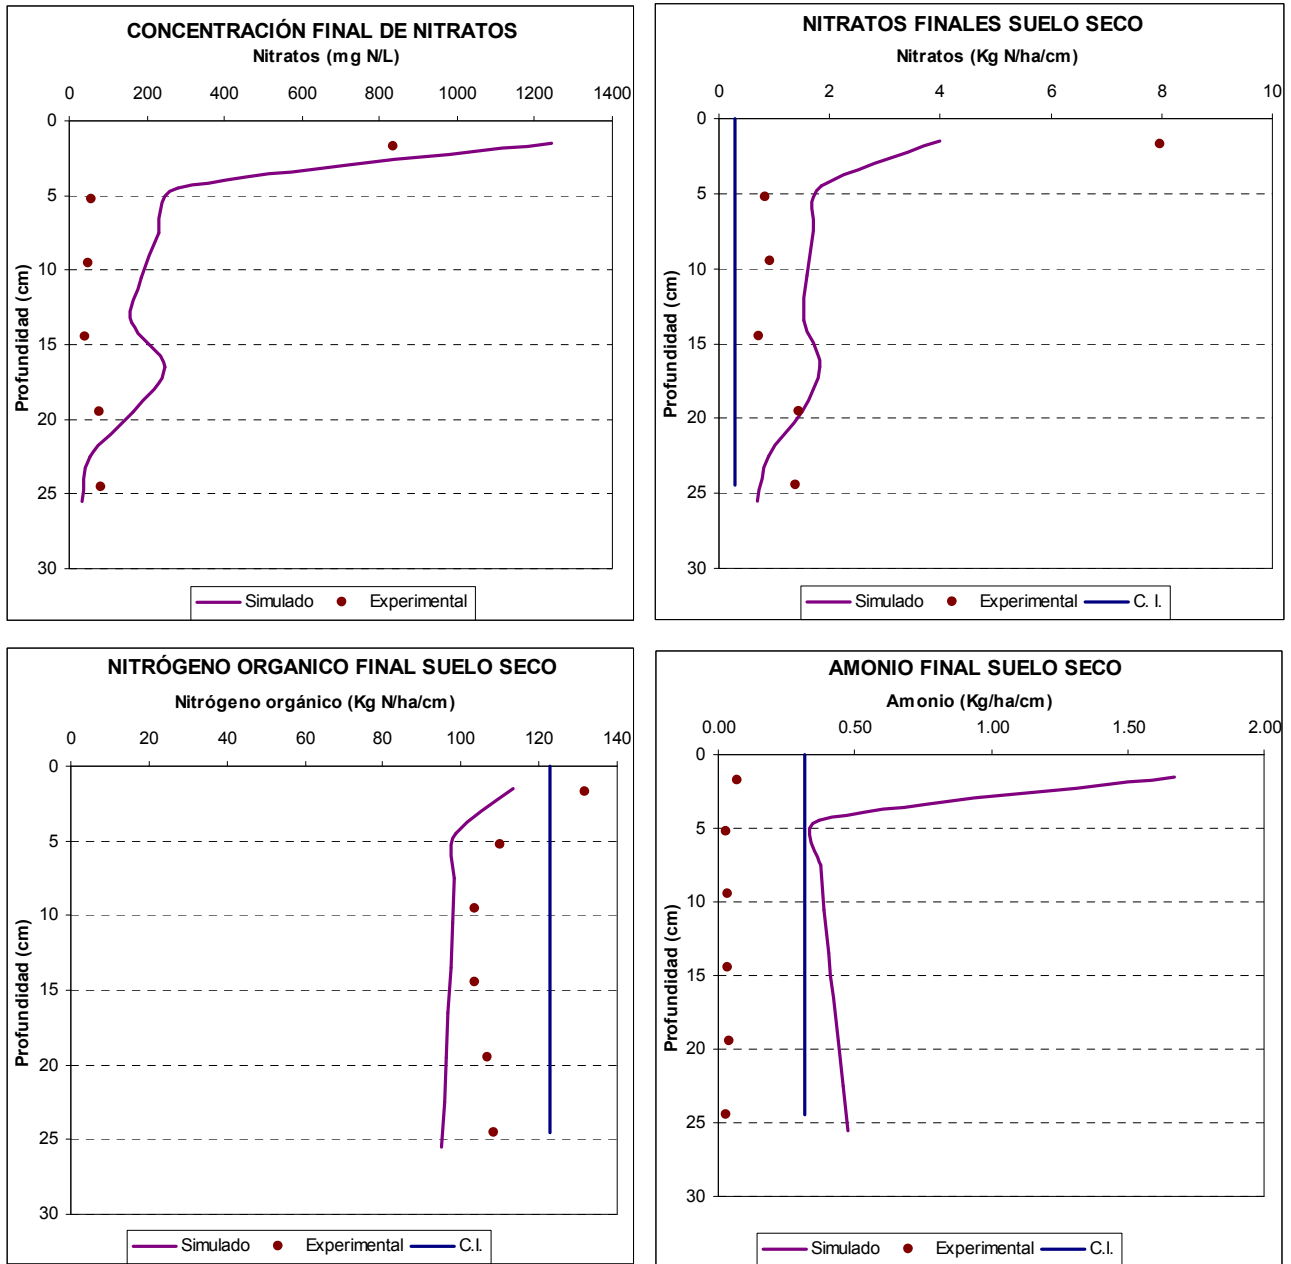 CONCENTRACIÓN FINAL DE NITRATOS
Nitratos (mg N/L)
0 200 400 600 800 1000 1200 1400
0
5
10
15
20
25
30
Profundidad (cm)
Simulado Experimental
NITRATOS FINALES SUELO SECO
Nitratos (Kg N/ha/cm)
0 2 4 6 8 10
0
5
10
15
20
25
30
Profundidad (cm)
Simulado Experimental C. I.
NITRÓGENO ORGANICO FINAL SUELO SECO
Nitrógeno orgánico (Kg N/ha/cm)
0 20 40 60 80 100 120 140
0
5
10
15
20
25
30
Profundidad (cm)
Simulado Experimental C.I.
AMONIO FINAL SUELO SECO
Amonio (Kg/ha/cm)
0.00 0.50 1.00 1.50 2.00
0
5
10
15
20
25
30
Profundidad (cm)
Simulado Experimental C.I.